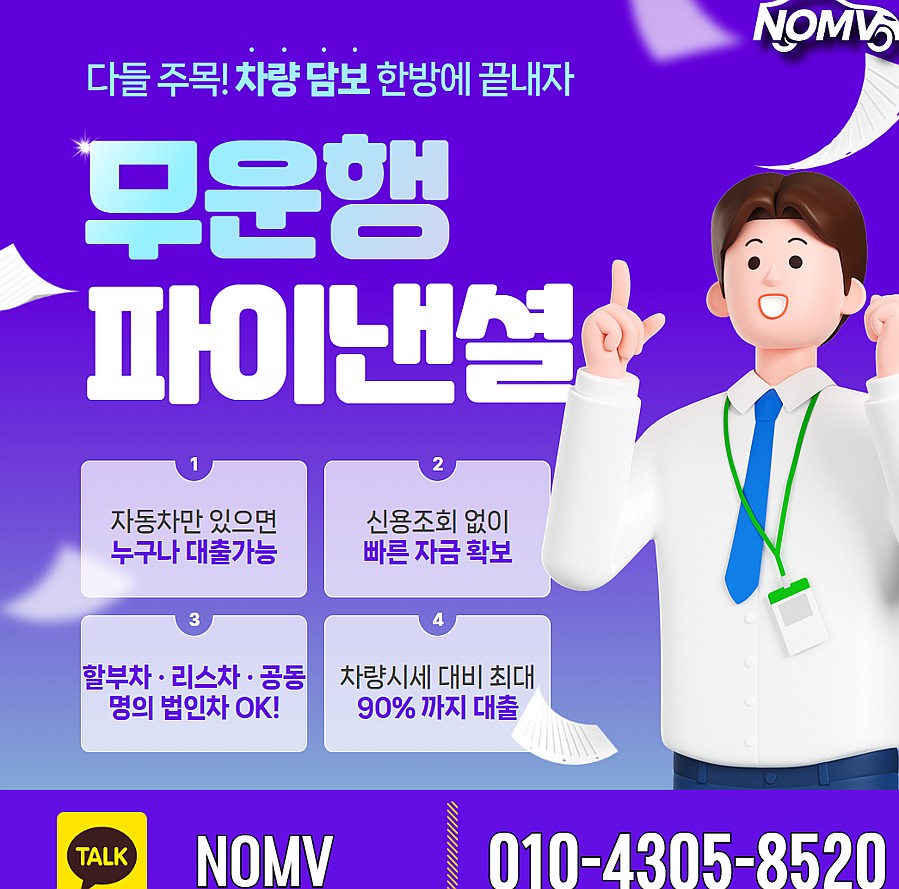 NOMV
다들 주목! 차량 담보 한방에 끝내자
무운행
파이낸셜
1
자동차만 있으면
누구나 대출가능
2
신용조회 없이
빠른 자금 확보
3
할부차 · 리스차 · 공동
명의 법인차 OK!
4
차량시세 대비 최대
90% 까지 대출
TALK
NOMV
010-4305-8520